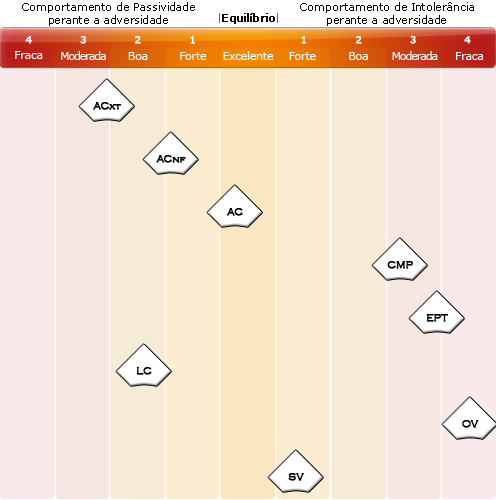 Comportamento de Passividade
perante a adversidade
|Equilíbrio|
Comportamento de Intolerância
perante a adversidade
4 3 2 1 1 2 3 4
Fraca Moderada Boa Forte Excelente Forte Boa Moderada Fraca
ACXT
ACNF
AC
CMP
EPT
LC
OV
SV